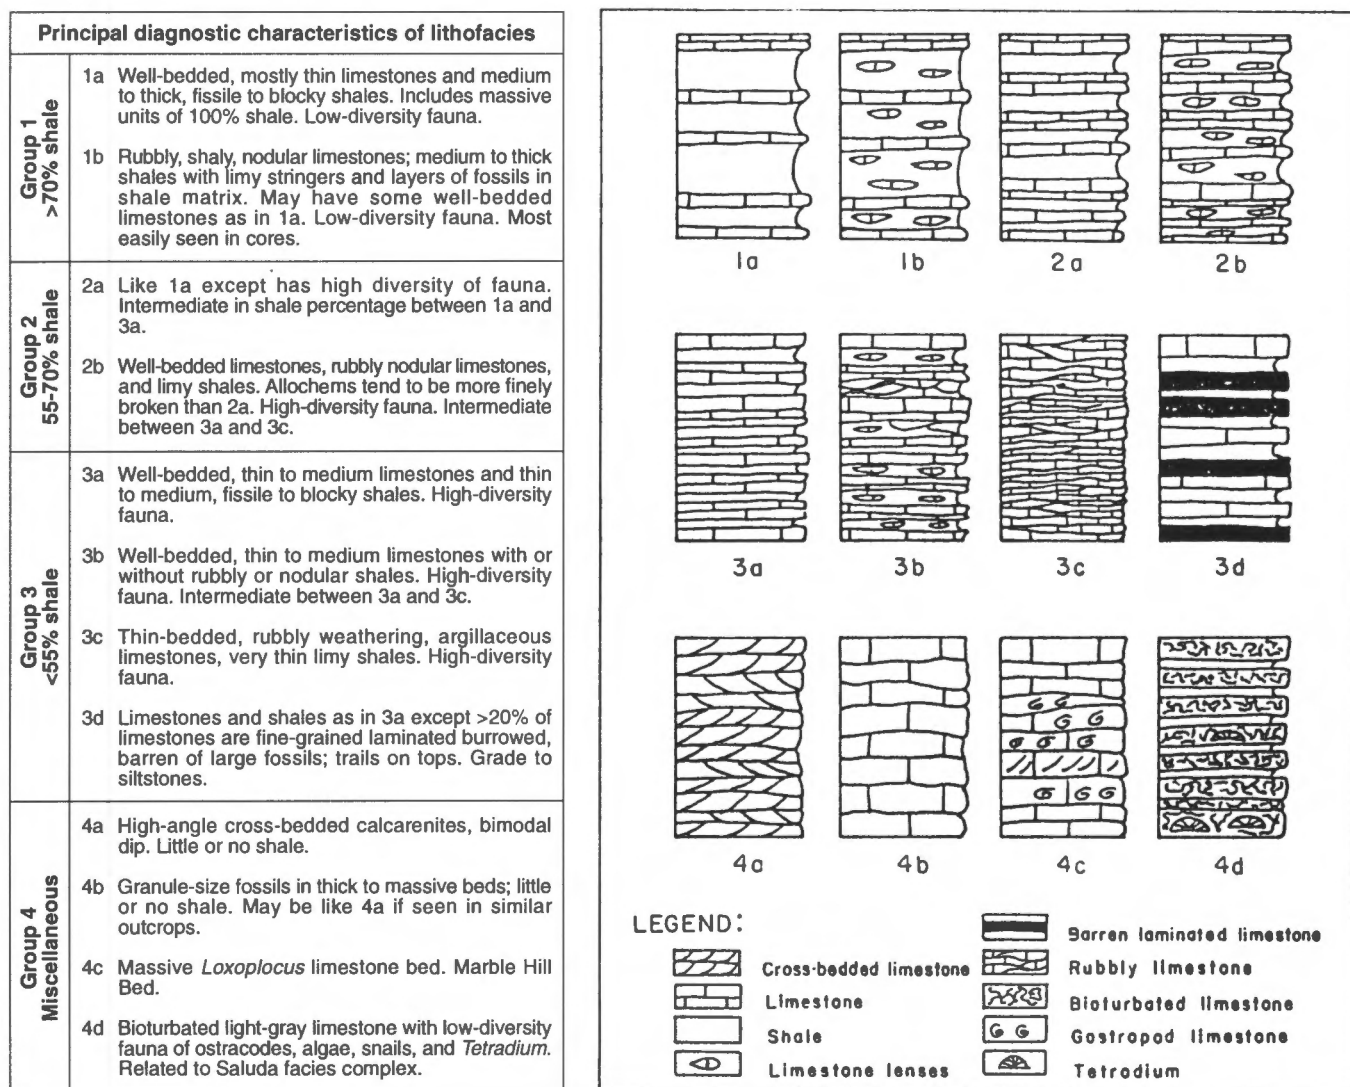 Principal diagnostic characteristics of lithofacies
Group 1
>70% shale
1a Well-bedded, mostly thin limestones and medium
to thick, fissile to blocky shales. Includes massive
units of 100% shale. Low-diversity fauna.
1b Rubbly, shaly, nodular limestones; medium to thick
shales with limy stringers and layers of fossils in
shale matrix. May have some well-bedded
limestones as in 1a. Low-diversity fauna. Most
easily seen in cores.
Group 2
55-70% shale
2a Like 1a except has high diversity of fauna.
Intermediate in shale percentage between 1a and
3a.
2b Well-bedded limestones, rubbly nodular limestones,
and limy shales. Allochems tend to be more finely
broken than 2a. High-diversity fauna. Intermediate
between 3a and 3c.
Group 3
<55% shale
3a Well-bedded, thin to medium limestones and thin
to medium, fissile to blocky shales. High-diversity
fauna.
3b Well-bedded, thin to medium limestones with or
without rubbly or nodular shales. High-diversity
fauna. Intermediate between 3a and 3c.
3c Thin-bedded, rubbly weathering, argillaceous
limestones, very thin limy shales. High-diversity
fauna.
3d Limestones and shales as in 3a except >20% of
limestones are fine-grained laminated burrowed,
barren of large fossils; trails on tops. Grade to
siltstones.
Group 4
Miscellaneous
4a High-angle cross-bedded calcarenites, bimodal
dip. Little or no shale.
4b Granule-size fossils in thick to massive beds; little
or no shale. May be like 4a if seen in similar
outcrops.
4c Massive Loxoplocus limestone bed. Marble Hill
Bed.
4d Bioturbated light-gray limestone with low-diversity
fauna of ostracodes, algae, snails, and Tetradium.
Related to Saluda facies complex.
1a 1b 2a 2b
3a 3b 3c 3d
4a 4b 4c 4d
LEGEND:
Cross-bedded limestone
Limestone
Shale
Limestone lenses
Barren laminated limestone
Rubbly limestone
Bioturbated limestone
Gastropod limestone
Tetradium